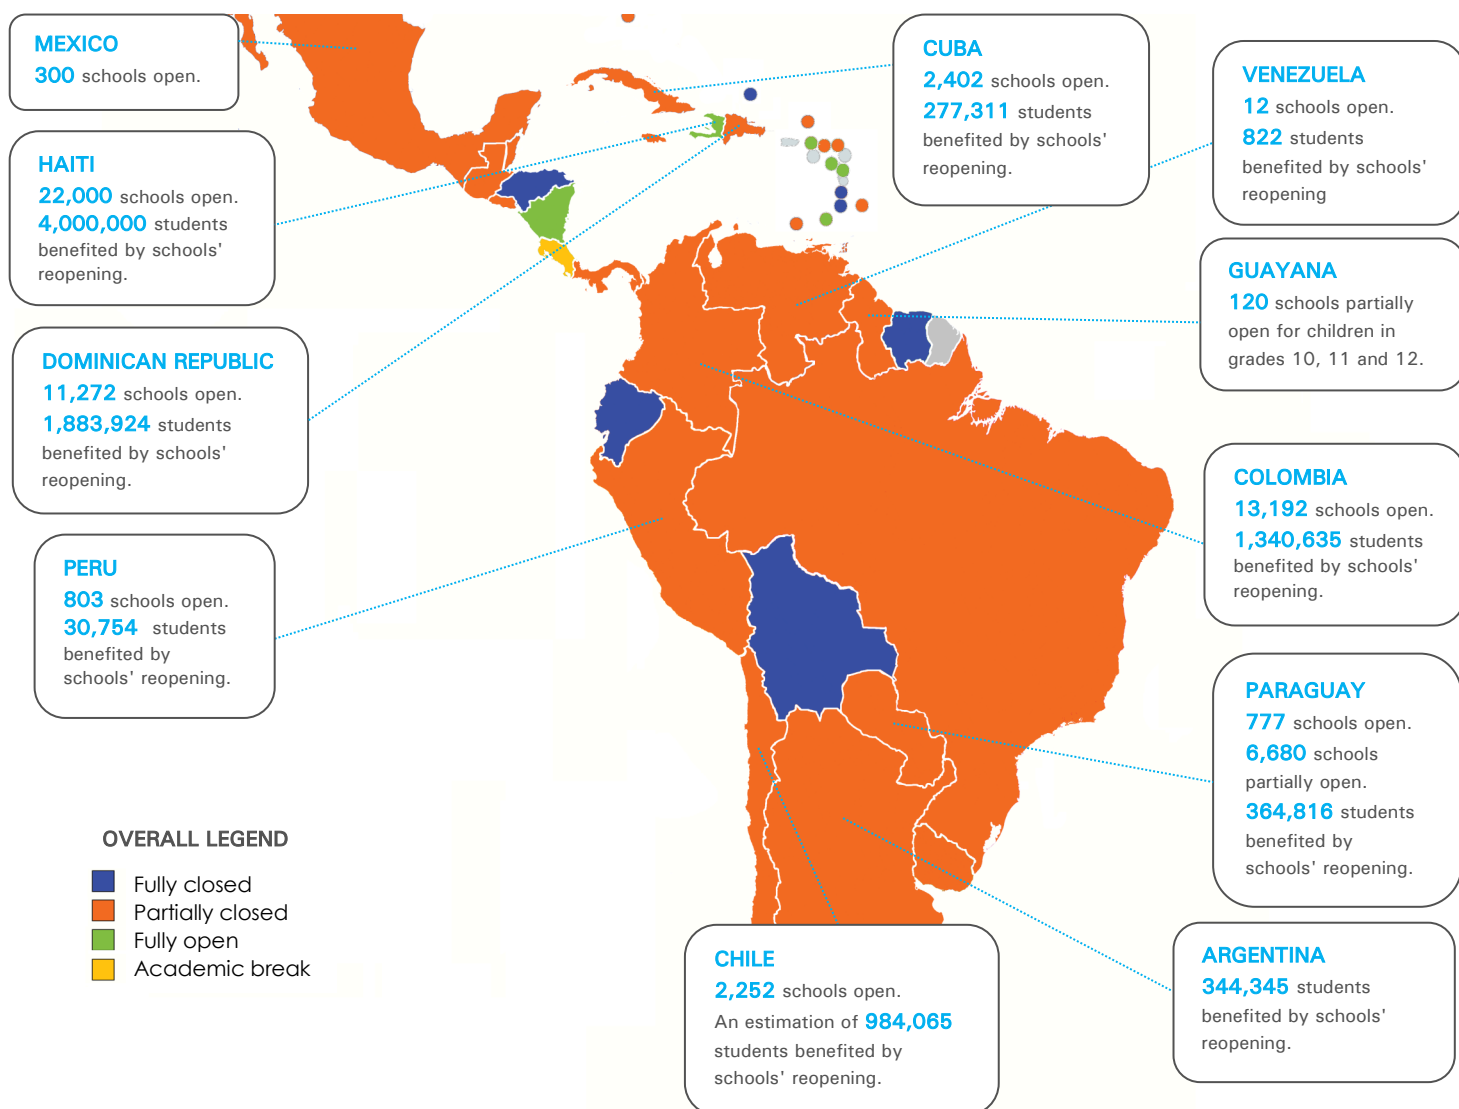 MEXICO
300 schools open.
HAITI
22,000 schools open.
4,000,000 students
benefited by schools'
reopening.
DOMINICAN REPUBLIC
11,272 schools open.
1,883,924 students
benefited by schools'
reopening.
PERU
803 schools open.
30,754 students
benefited by
schools' reopening.
OVERALL LEGEND
Fully closed
Partially closed
Fully open
Academic break
CUBA
2,402 schools open.
277,311 students
benefited by schools'
reopening.
VENEZUELA
12 schools open.
822 students
benefited by schools'
reopening
GUAYANA
120 schools partially
open for children in
grades 10, 11 and 12.
COLOMBIA
13,192 schools open.
1,340,635 students
benefited by schools'
reopening.
PARAGUAY
777 schools open.
6,680 schools
partially open.
364,816 students
benefited by
schools' reopening.
CHILE
2,252 schools open.
An estimation of 984,065
students benefited by
schools' reopening.
ARGENTINA
344,345 students
benefited by schools'
reopening.